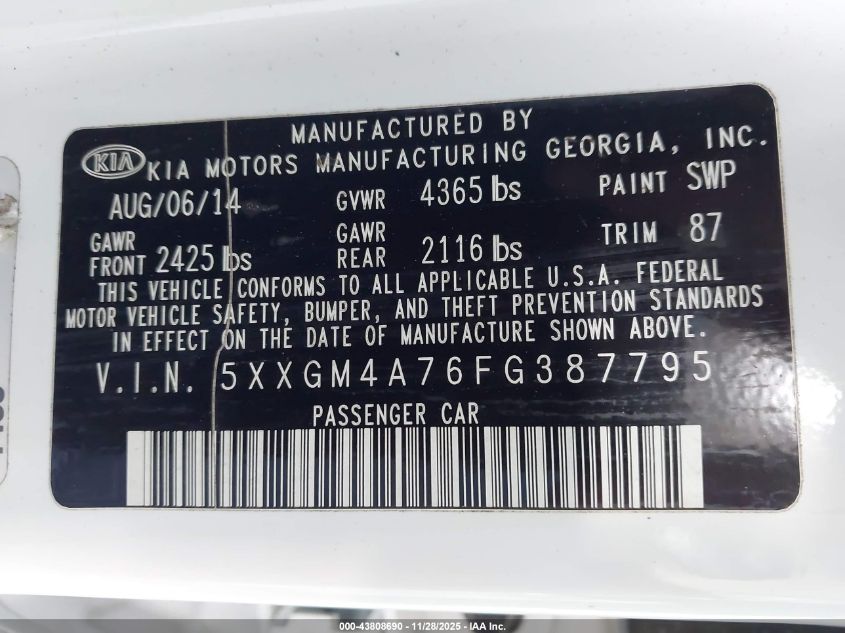 MANUFACTURED BY
KIA KIA MOTORS MANUFACTURING GEORGIA, INC.
AUG/06/14 GVWR 4365 lbs PAINT SWP
GAWR FRONT 2425 lbs GAWR REAR 2116 lbs TRIM 87
THIS VEHICLE CONFORMS TO ALL APPLICABLE U.S.A. FEDERAL
MOTOR VEHICLE SAFETY, BUMPER, AND THEFT PREVENTION STANDARDS
IN EFFECT ON THE DATE OF MANUFACTURE SHOWN ABOVE.
V.I.N. 5XXGM4A76FG387795
PASSENGER CAR
000-43808690 - 11/28/2025 - IAA Inc.